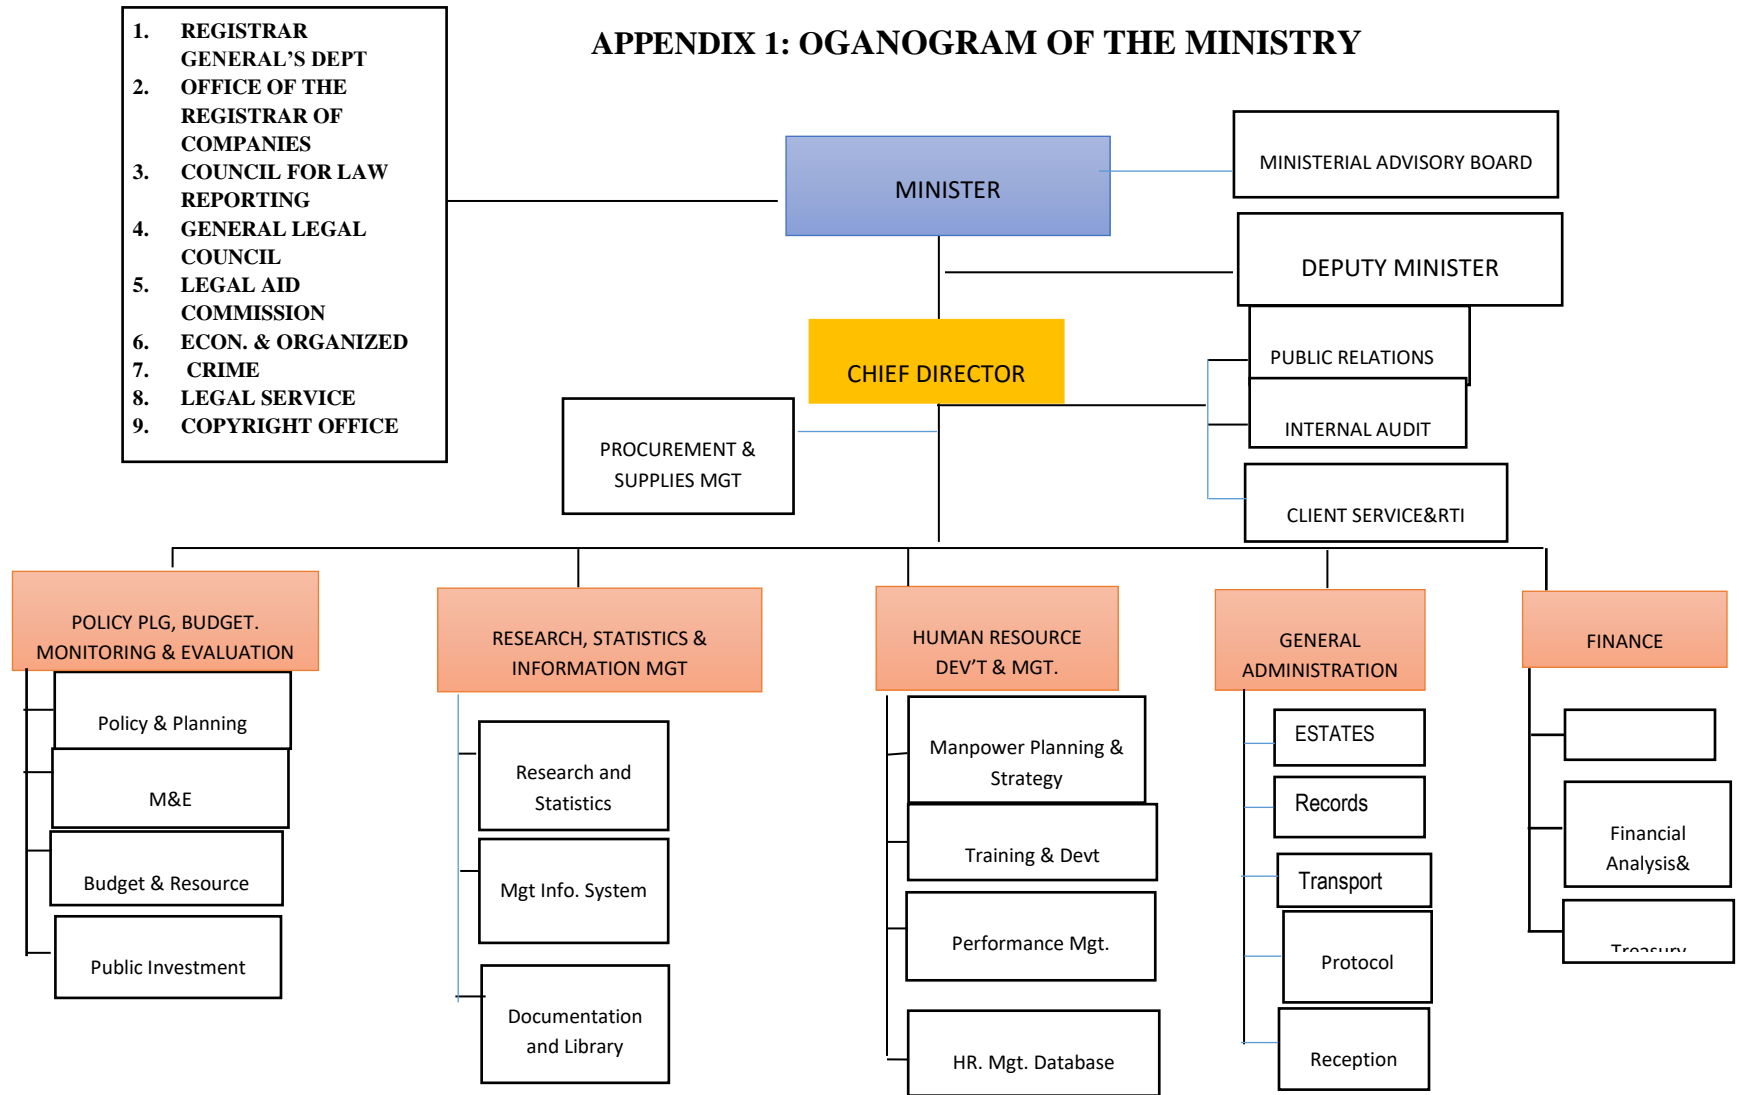 APPENDIX 1: OGANOGRAM OF THE MINISTRY
1. REGISTRAR
GENERAL'S DEPT
2. OFFICE OF THE
REGISTRAR OF
COMPANIES
3. COUNCIL FOR LAW
REPORTING
4. GENERAL LEGAL
COUNCIL
5. LEGAL AID
COMMISSION
6. ECON. & ORGANIZED
7. CRIME
8. LEGAL SERVICE
9. COPYRIGHT OFFICE
MINISTER
MINISTERIAL ADVISORY BOARD
DEPUTY MINISTER
CHIEF DIRECTOR
PUBLIC RELATIONS
INTERNAL AUDIT
CLIENT SERVICE&RTI
PROCUREMENT &
SUPPLIES MGT
POLICY PLG, BUDGET.
MONITORING & EVALUATION
Policy & Planning
M&E
Budget & Resource
Public Investment
RESEARCH, STATISTICS &
INFORMATION MGT
Research and
Statistics
Mgt Info. System
Documentation
and Library
HUMAN RESOURCE
DEV'T & MGT.
Manpower Planning &
Strategy
Training & Devt
Performance Mgt.
HR. Mgt. Database
GENERAL
ADMINISTRATION
ESTATES
Records
Transport
Protocol
Reception
FINANCE
Financial
Analysis&
Treasury